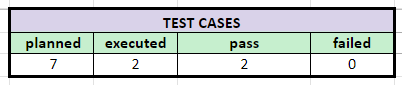 TEST CASES
planned executed pass failed
7 2 2 0